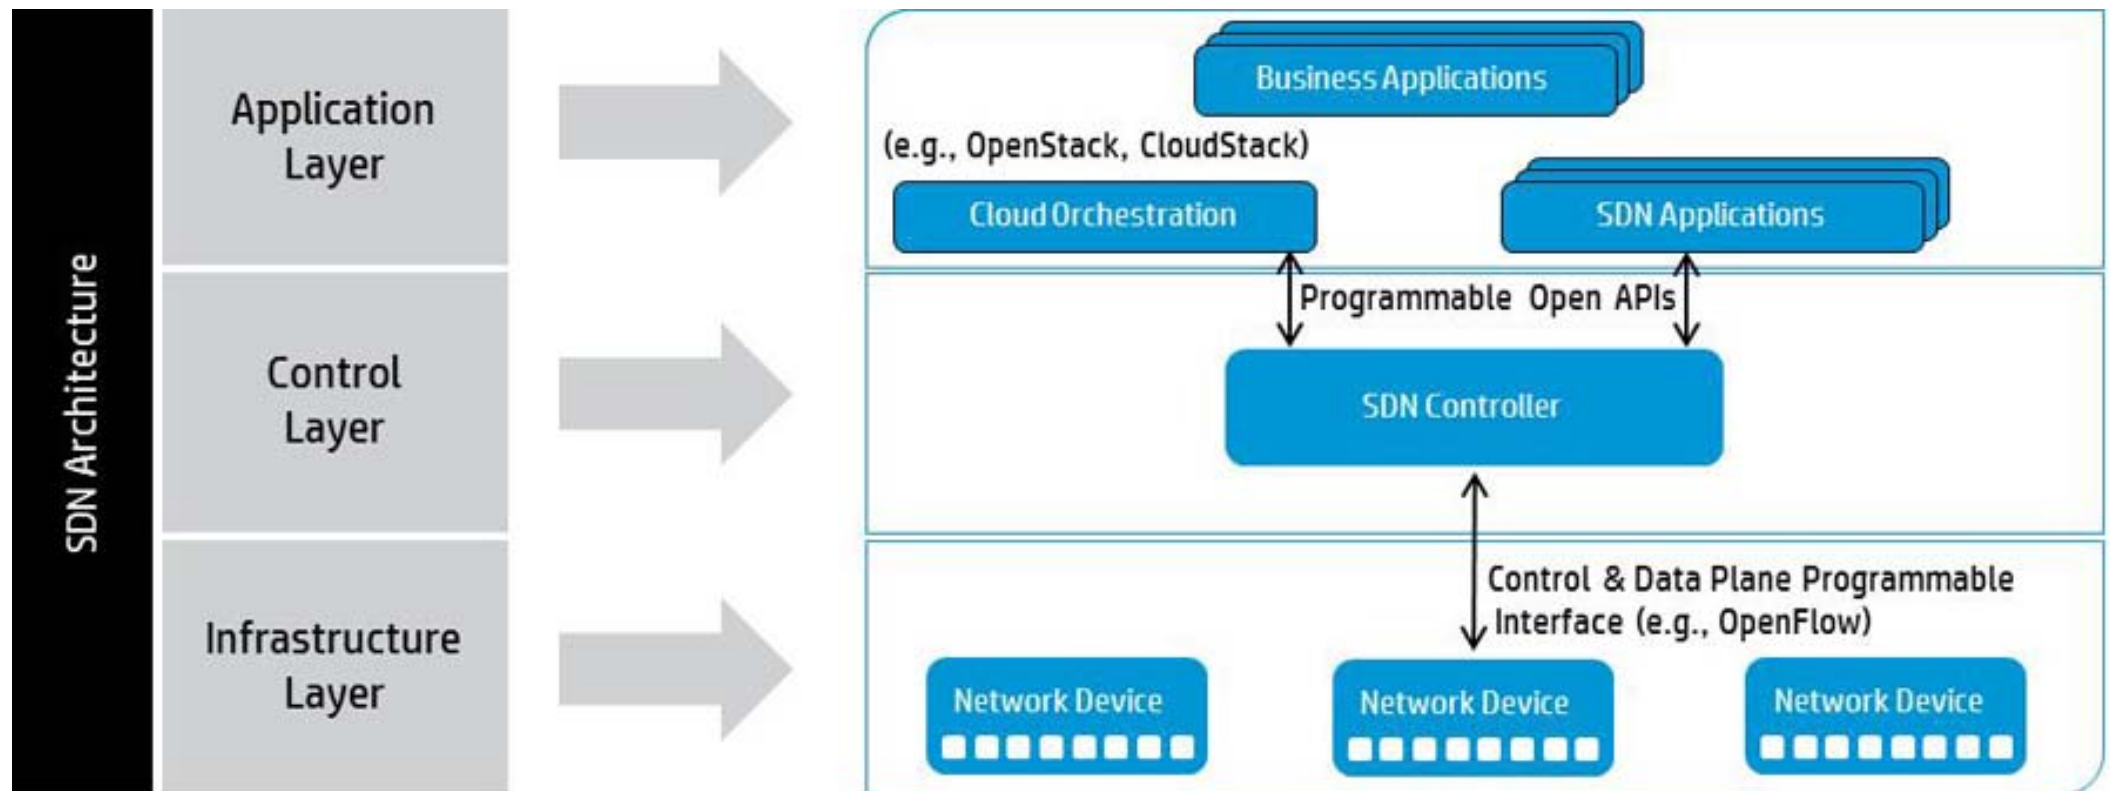 SDN Architecture
Application
Layer
Business Applications
(e.g., OpenStack, CloudStack)
Cloud Orchestration
SDN Applications
Programmable Open APIs
Control
Layer
SDN Controller
Infrastructure
Layer
Control & Data Plane Programmable
Interface (e.g., OpenFlow)
Network Device
Network Device
Network Device